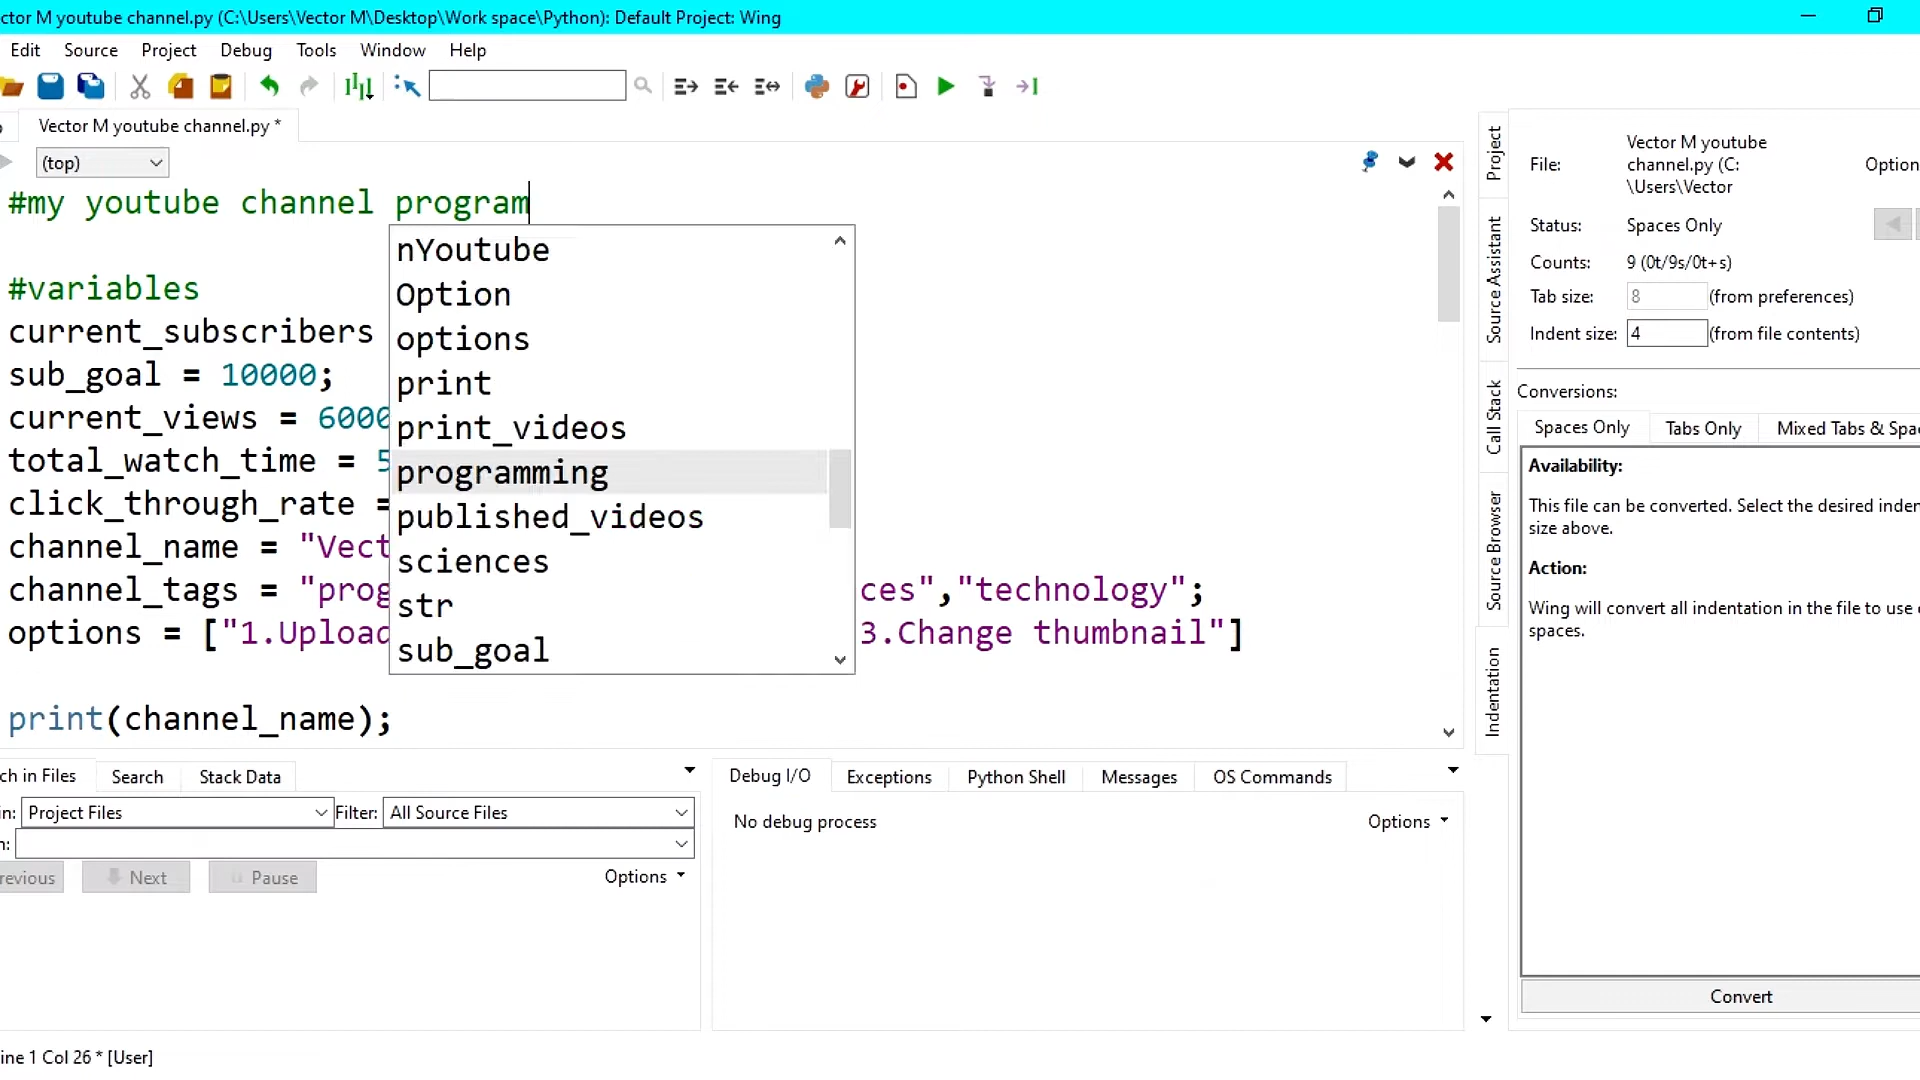 ctor M youtube channel.py (C:\Users\Vector M\Desktop\Work space\Python): Default Project: Wing
Edit Source Project Debug Tools Window Help
Vector M youtube channel.py *
(top)
#my youtube channel program
#variables
current_subscribers
sub_goal = 10000;
current_views = 6000
total_watch_time = 5
click_through_rate =
channel_name = "Vect
channel_tags = "prog
ces","technology";
options = ["1.Upload
3.Change thumbnail"]
print(channel_name);
nYoutube
Option
options
print
print_videos
programming
published_videos
sciences
str
sub_goal
Project
Source Assistant
Call Stack
Source Browser
Indentation
File: Vector M youtube channel.py (C: \Users\Vector
Option
Status: Spaces Only
Counts: 9 (0t/9s/0t+s)
Tab size: 8 (from preferences)
Indent size: 4 (from file contents)
Conversions:
Spaces Only Tabs Only Mixed Tabs & Spac
Availability:
This file can be converted. Select the desired inden
size above.
Action:
Wing will convert all indentation in the file to use
spaces.
Convert
ch in Files Search Stack Data
in: Project Files Filter: All Source Files
h:
revious Next Pause Options
Debug I/O Exceptions Python Shell Messages OS Commands
No debug process Options
ine 1 Col 26 * [User]